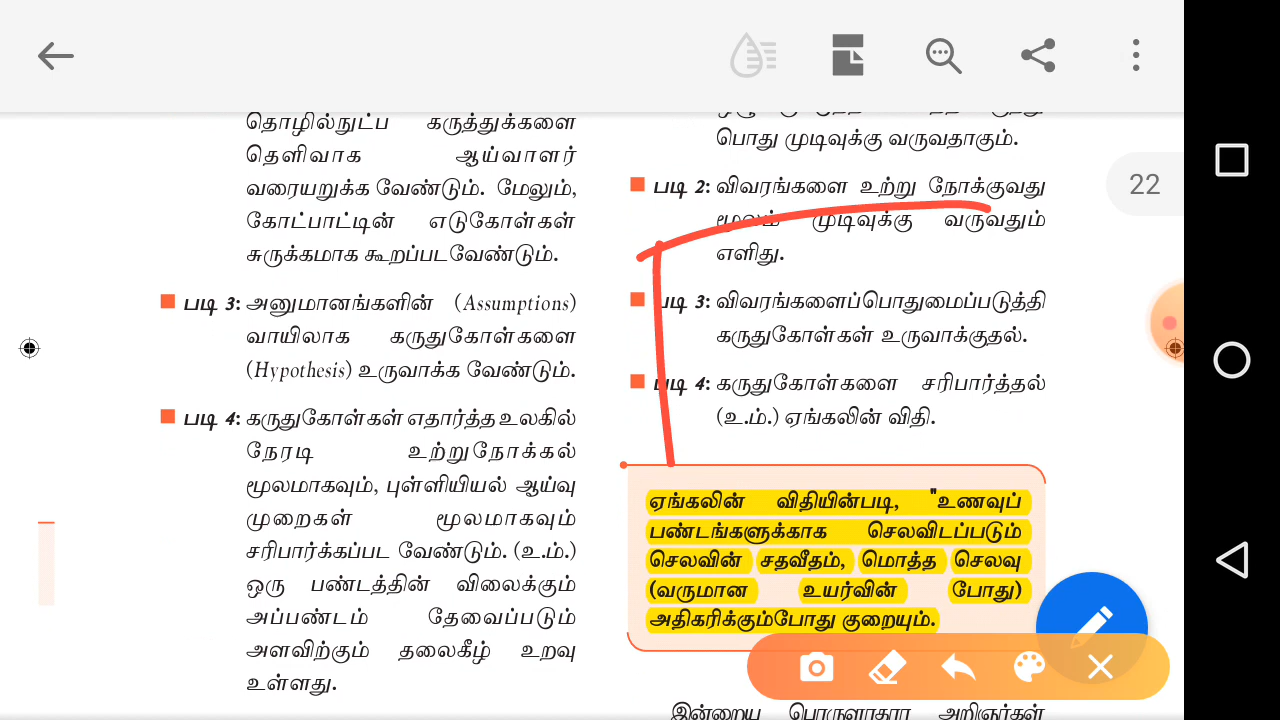 22
தொழில்நுட்ப கருத்துக்களை
தெளிவாக ஆய்வாளர்
வரையறுக்க வேண்டும். மேலும்,
கோட்பாட்டின் எடுகோள்கள்
சுருக்கமாக கூறப்படவேண்டும்.
படி 3: அனுமானங்களின் (Assumptions)
வாயிலாக கருதுகோள்களை
(Hypothesis) உருவாக்க வேண்டும்.
படி 4: கருதுகோள்கள் எதார்த்த உலகில்
நேரடி உற்றுநோக்கல்
மூலமாகவும், புள்ளியியல் ஆய்வு
முறைகள் மூலமாகவும்
சரிபார்க்கப்பட வேண்டும். (உ.ம்.)
ஒரு பண்டத்தின் விலைக்கும்
அப்பண்டம் தேவைப்படும்
அளவிற்கும் தலைகீழ் உறவு
உள்ளது.
பொது முடிவுக்கு வருவதாகும்.
படி 2: விவரங்களை உற்று நோக்குவது
மூலம் முடிவுக்கு வருவதும்
எளிது.
படி 3: விவரங்களைப்பொதுமைப்படுத்தி
கருதுகோள்கள் உருவாக்குதல்.
படி 4: கருதுகோள்களை சரிபார்த்தல்
(உ.ம்.) ஏங்கலின் விதி.
ஏங்கலின் விதியின்படி, "உணவுப்
பண்டங்களுக்காக செலவிடப்படும்
செலவின் சதவீதம், மொத்த செலவு
(வருமான உயர்வின் போது)
அதிகரிக்கும்போது குறையும்.
இன்றைய பொருளாதார அறிஞர்கள்